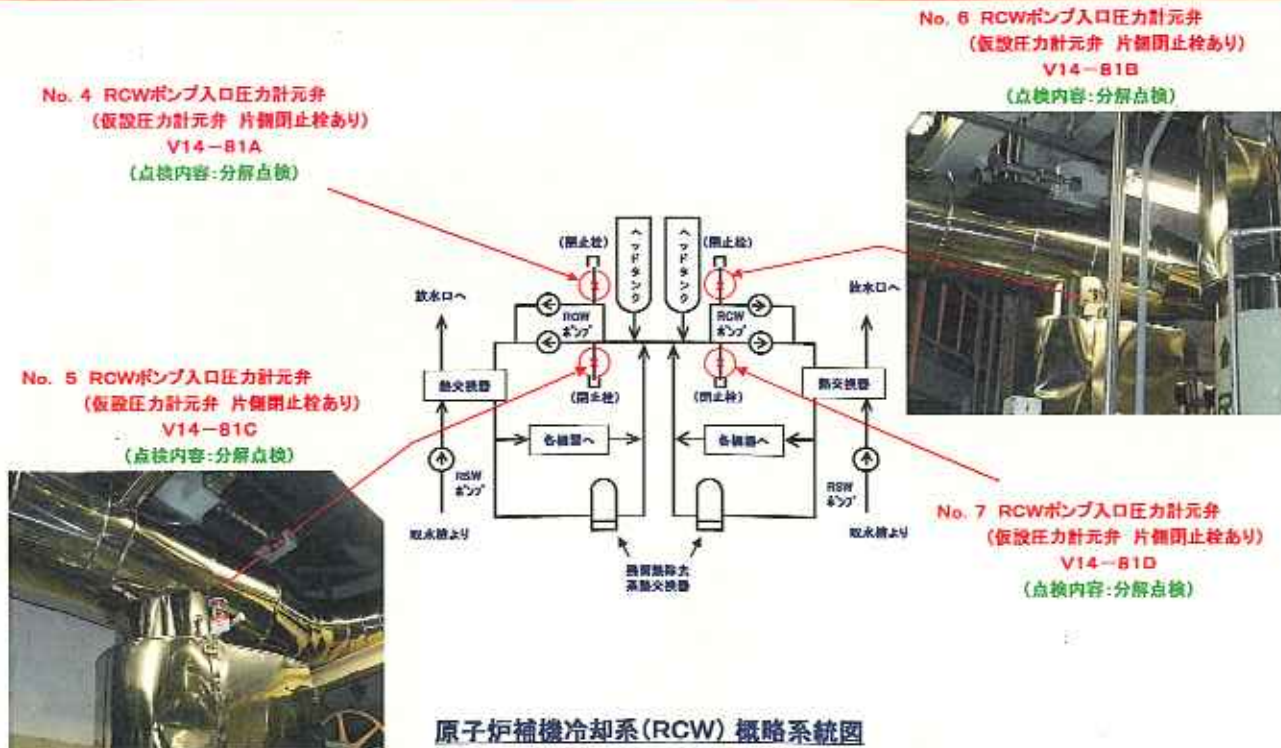 No. 4 RCWポンプ入口圧力計元弁
(仮設圧力計元弁 片側閉止栓あり)
V14-81A
(点検内容:分解点検)
No. 6 RCWポンプ入口圧力計元弁
(仮設圧力計元弁 片側閉止栓あり)
V14-81B
(点検内容:分解点検)
No. 5 RCWポンプ入口圧力計元弁
(仮設圧力計元弁 片側閉止栓あり)
V14-81C
(点検内容:分解点検)
No. 7 RCWポンプ入口圧力計元弁
(仮設圧力計元弁 片側閉止栓あり)
V14-81D
(点検内容:分解点検)
(閉止栓)
ヘッドタンク
ヘッドタンク
(閉止栓)
放水口へ
RCW
ポンプ
RCW
ポンプ
放水口へ
熱交換器
(閉止栓)
(閉止栓)
熱交換器
各機器へ
各機器へ
RSW
ポンプ
RSW
ポンプ
取水槽より
取水槽より
残留熱除去
系熱交換器
原子炉補機冷却系(RCW) 概略系統図